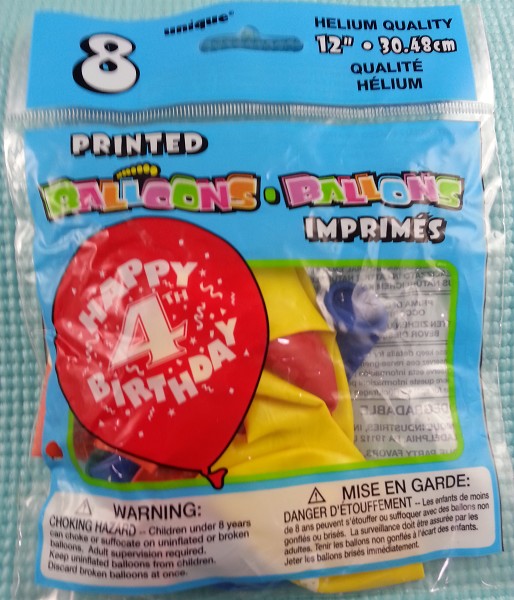 8
unique
HELIUM QUALITY
12" • 30.48cm
QUALITÉ
HÉLIUM
PRINTED
BALLOONS • BALLONS
IMPRIMÉS
HAPPY
4TH
BIRTHDAY
WARNING:
CHOKING HAZARD -- Children under 8 years
can choke or suffocate on uninflated or broken
balloons. Adult supervision required.
Keep uninflated balloons from children.
Discard broken balloons at once.
MISE EN GARDE:
DANGER D'ÉTOUFFEMENT -- Les enfants de moins
de 8 ans peuvent s'étouffer ou suffoquer avec des ballons non
gonflés ou brisés. La surveillance doit être assurée par les
adultes. Tenir les ballons non gonflés à l'écart des enfants.
Jeter les ballons brisés immédiatement.